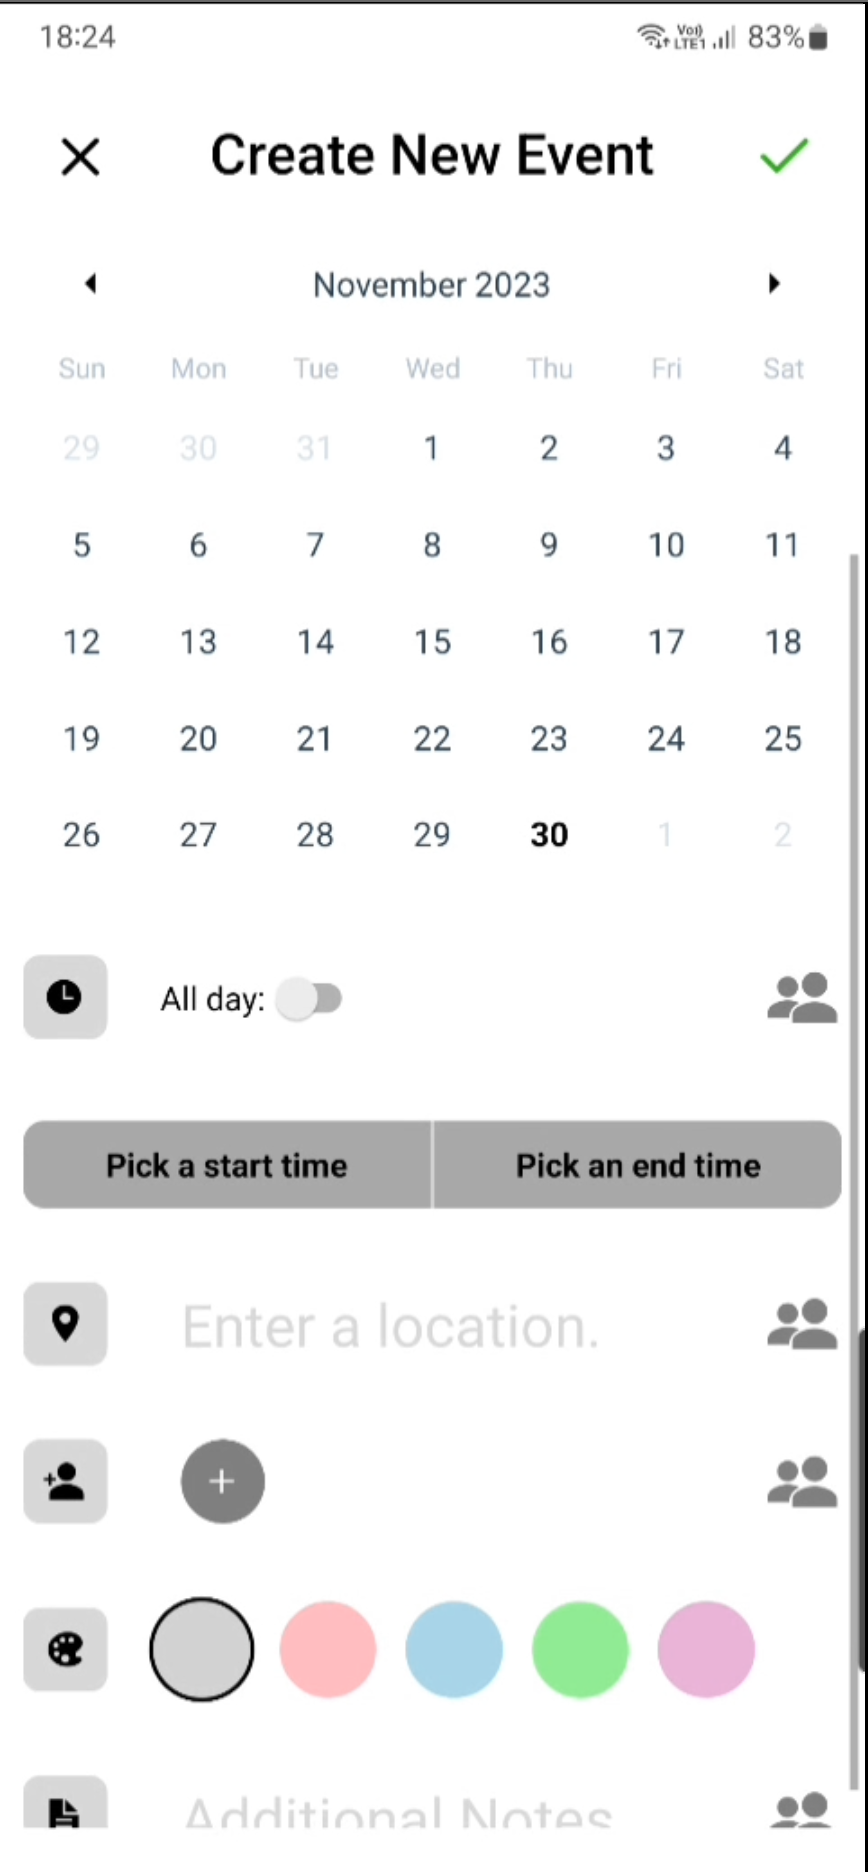 18:24 Vo)) LTE1 83%
Create New Event
November 2023
Sun Mon Tue Wed Thu Fri Sat
29 30 31 1 2 3 4
5 6 7 8 9 10 11
12 13 14 15 16 17 18
19 20 21 22 23 24 25
26 27 28 29 30 1 2
All day:
Pick a start time Pick an end time
Enter a location.
+
Additional Notes